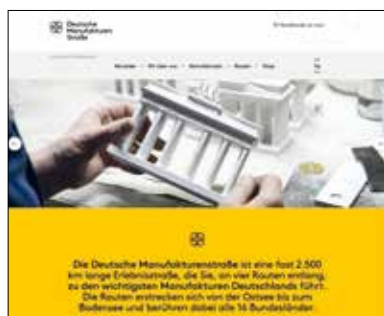 Deutsche
Manufakturen
Straße
Die Deutsche Manufakturenstraße ist eine fast 2.500
km lange Erlebnisstraße, die Sie, an vier Routen entlang,
zu den wichtigsten Manufakturen Deutschlands führt.
Die Routen erstrecken sich von der Ostsee bis zum
Bodensee und berühren dabei alle 16 Bundesländer.